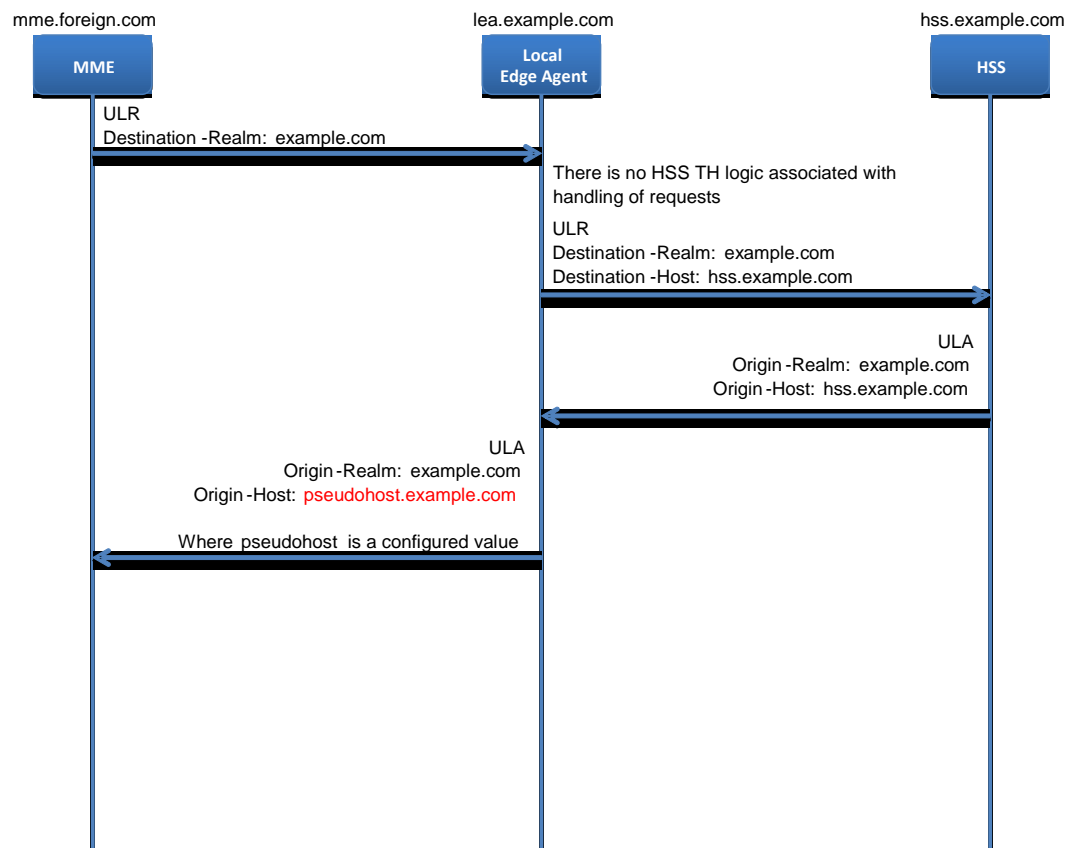 mme.foreign.com
lea.example.com
hss.example.com
MME
Local
Edge Agent
HSS
ULR
Destination -Realm: example.com
There is no HSS TH logic associated with
handling of requests
ULR
Destination -Realm: example.com
Destination -Host: hss.example.com
ULA
Origin -Realm: example.com
Origin -Host: hss.example.com
ULA
Origin -Realm: example.com
Origin -Host: pseudohost.example.com
Where pseudohost is a configured value